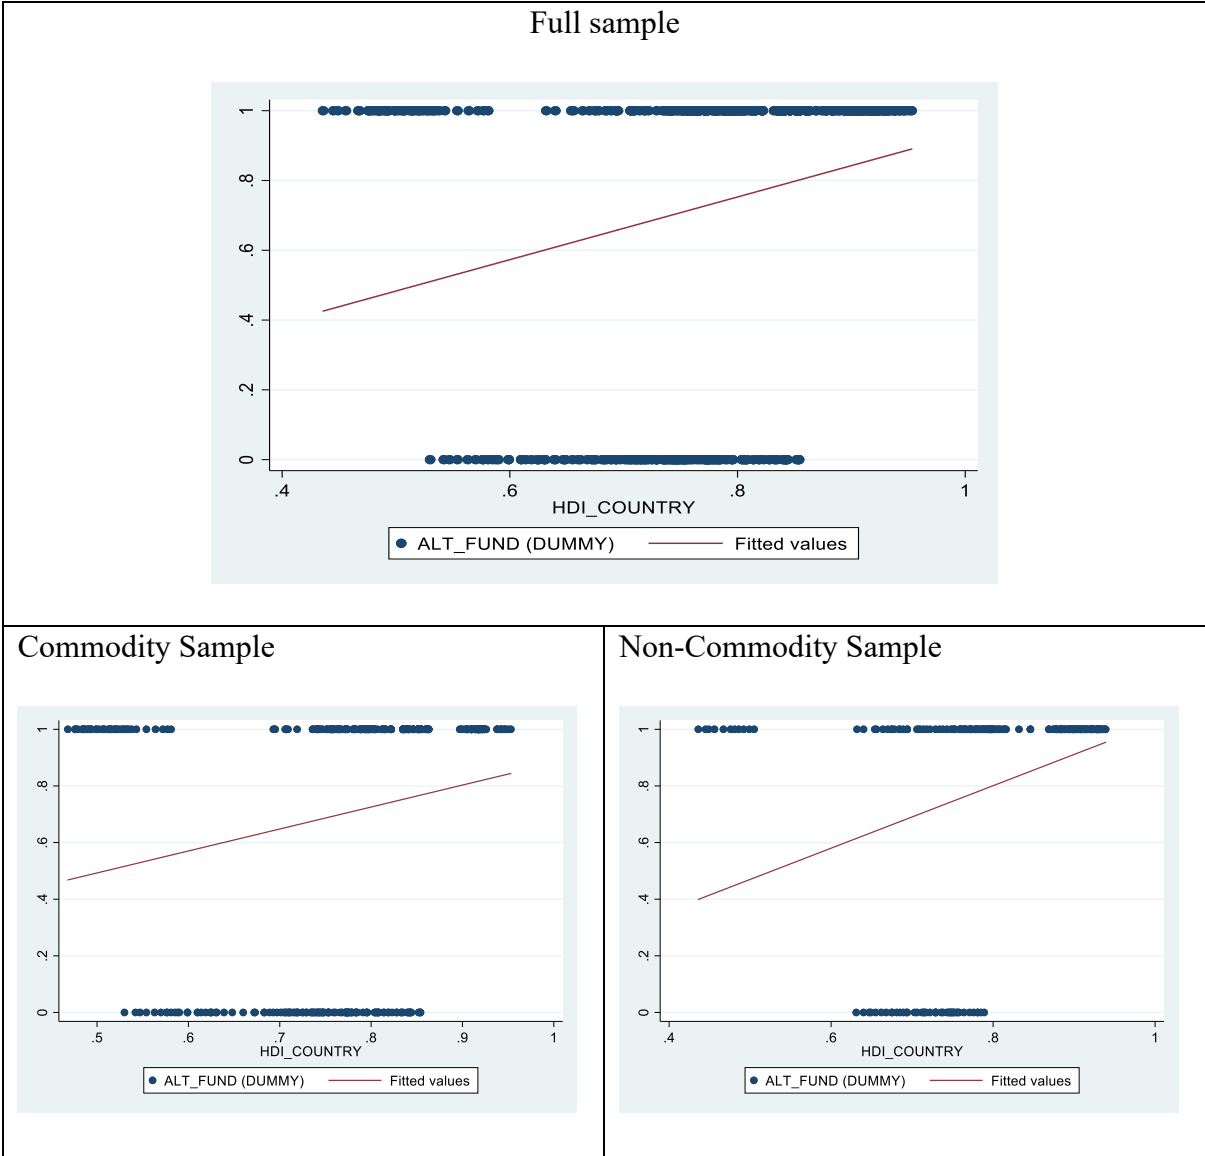 Full sample
1
.8
.6
.4
.2
0
.4 .6 .8 1
HDI_COUNTRY
ALT_FUND (DUMMY) Fitted values
Commodity Sample
1
.8
.6
.4
.2
0
.5 .6 .7 .8 .9 1
HDI_COUNTRY
ALT_FUND (DUMMY) Fitted values
Non-Commodity Sample
1
.8
.6
.4
.2
0
.4 .6 .8 1
HDI_COUNTRY
ALT_FUND (DUMMY) Fitted values